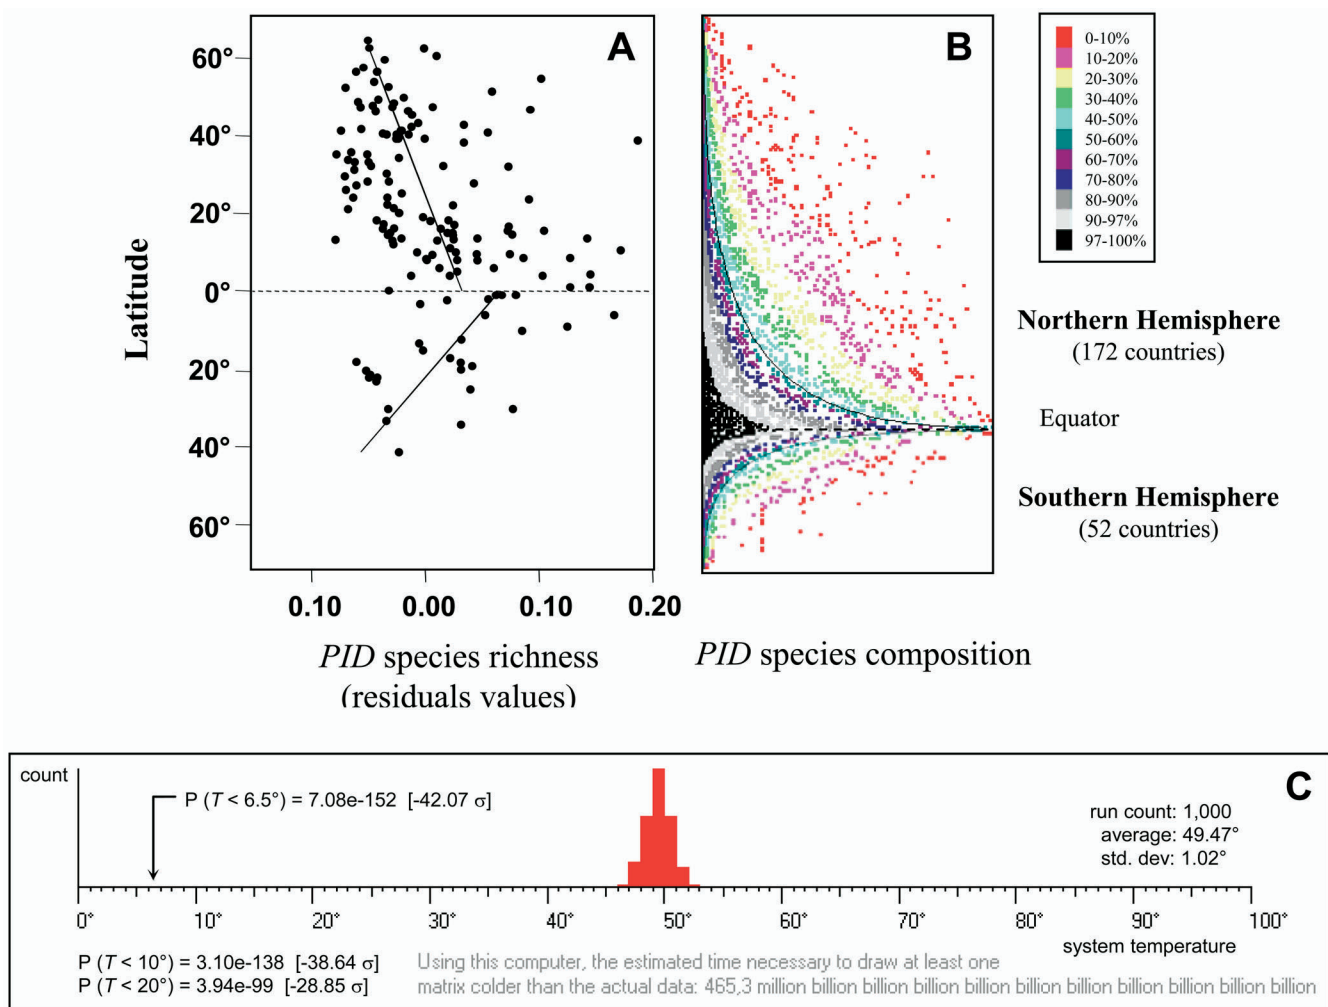 A
B
60°
40°
20°
0°
20°
40°
60°
Latitude
0.10 0.00 0.10 0.20
PID species richness
(residuals values)
PID species composition
0-10%
10-20%
20-30%
30-40%
40-50%
50-60%
60-70%
70-80%
80-90%
90-97%
97-100%
Northern Hemisphere
(172 countries)
Equator
Southern Hemisphere
(52 countries)
count
C
P (T < 6.5°) = 7.08e-152 [-42.07 σ]
run count: 1,000
average: 49.47°
std. dev: 1.02°
0° 10° 20° 30° 40° 50° 60° 70° 80° 90° 100°
system temperature
P (T < 10°) = 3.10e-138 [-38.64 σ]
P (T < 20°) = 3.94e-99 [-28.85 σ]
Using this computer, the estimated time necessary to draw at least one
matrix colder than the actual data: 465,3 million billion billion billion billion billion billion billion billion billion